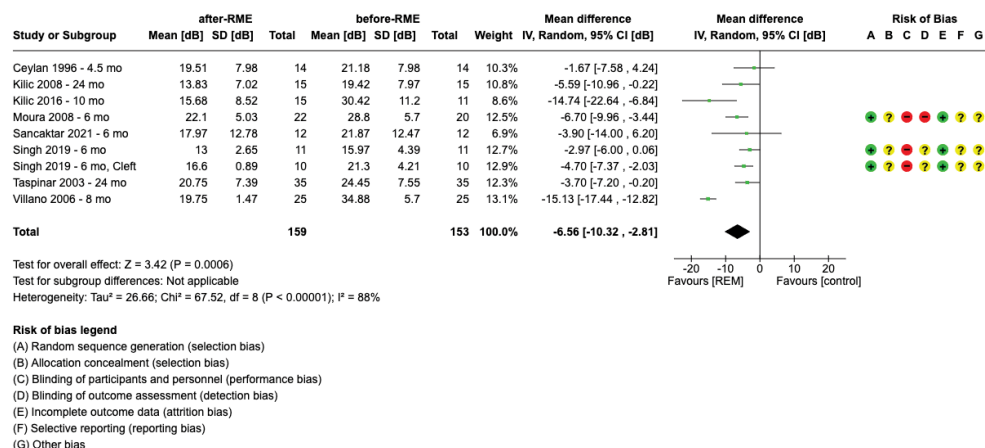 after-RME before-RME Mean difference Mean difference Risk of Bias
Study or Subgroup Mean [dB] SD [dB] Total Mean [dB] SD [dB] Total Weight IV, Random, 95% CI [dB] IV, Random, 95% CI [dB] A B C D E F G
Ceylan 1996 - 4.5 mo 19.51 7.98 14 21.18 7.98 14 10.3% -1.67 [-7.58 , 4.24]
Kilic 2008 - 24 mo 13.83 7.02 15 19.42 7.97 15 10.8% -5.59 [-10.96 , -0.22]
Kilic 2016 - 10 mo 15.68 8.52 15 30.42 11.2 11 8.6% -14.74 [-22.64 , -6.84]
Moura 2008 - 6 mo 22.1 5.03 22 28.8 5.7 20 12.5% -6.70 [-9.96 , -3.44] + ? - - + ? ?
Sancaktar 2021 - 6 mo 17.97 12.78 12 21.87 12.47 12 6.9% -3.90 [-14.00 , 6.20]
Singh 2019 - 6 mo 13 2.65 11 15.97 4.39 11 12.7% -2.97 [-6.00 , 0.06] + ? - ? + ? ?
Singh 2019 - 6 mo, Cleft 16.6 0.89 10 21.3 4.21 10 12.9% -4.70 [-7.37 , -2.03] + ? - ? + ? ?
Taspinar 2003 - 24 mo 20.75 7.39 35 24.45 7.55 35 12.3% -3.70 [-7.20 , -0.20]
Villano 2006 - 8 mo 19.75 1.47 25 34.88 5.7 25 13.1% -15.13 [-17.44 , -12.82]
Total 159 153 100.0% -6.56 [-10.32 , -2.81]
Test for overall effect: Z = 3.42 (P = 0.0006)
Test for subgroup differences: Not applicable
Heterogeneity: Tau² = 26.66; Chi² = 67.52, df = 8 (P < 0.00001); I² = 88%
-20 -10 0 10 20
Favours [REM] Favours [control]
Risk of bias legend
(A) Random sequence generation (selection bias)
(B) Allocation concealment (selection bias)
(C) Blinding of participants and personnel (performance bias)
(D) Blinding of outcome assessment (detection bias)
(E) Incomplete outcome data (attrition bias)
(F) Selective reporting (reporting bias)
(G) Other bias